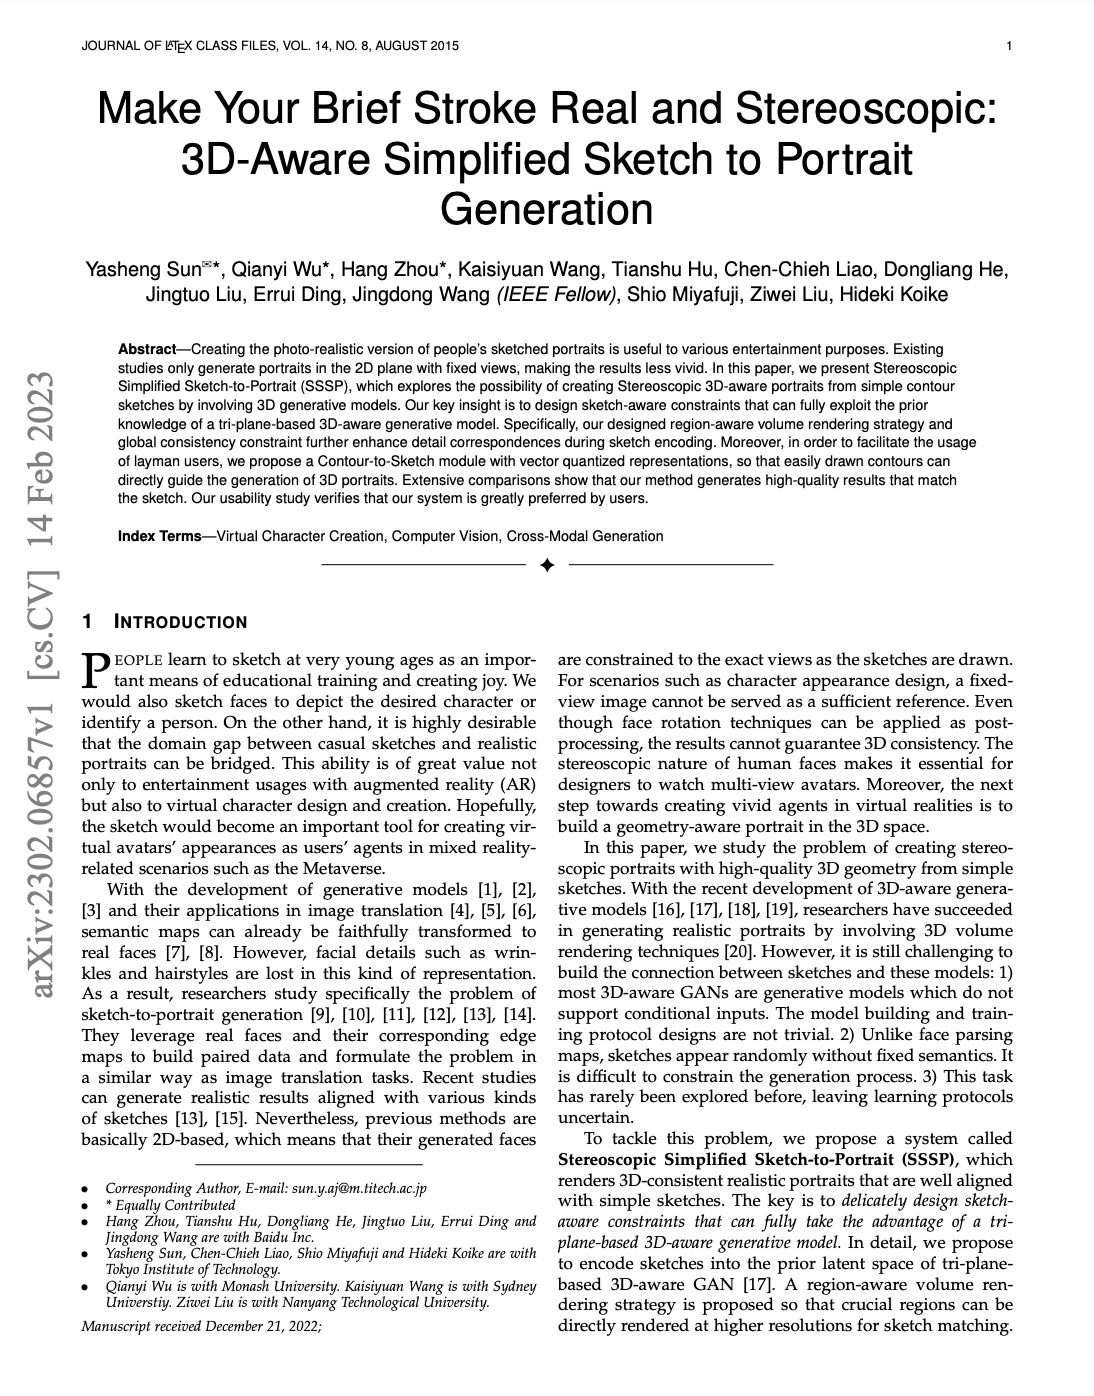 JOURNAL OF LATEX CLASS FILES, VOL. 14, NO. 8, AUGUST 2015
1
Make Your Brief Stroke Real and Stereoscopic:
3D-Aware Simplified Sketch to Portrait
Generation
Yasheng Sun✉*, Qianyi Wu*, Hang Zhou*, Kaisiyuan Wang, Tianshu Hu, Chen-Chieh Liao, Dongliang He,
Jingtuo Liu, Errui Ding, Jingdong Wang (IEEE Fellow), Shio Miyafuji, Ziwei Liu, Hideki Koike
Abstract—Creating the photo-realistic version of people's sketched portraits is useful to various entertainment purposes. Existing
studies only generate portraits in the 2D plane with fixed views, making the results less vivid. In this paper, we present Stereoscopic
Simplified Sketch-to-Portrait (SSSP), which explores the possibility of creating Stereoscopic 3D-aware portraits from simple contour
sketches by involving 3D generative models. Our key insight is to design sketch-aware constraints that can fully exploit the prior
knowledge of a tri-plane-based 3D-aware generative model. Specifically, our designed region-aware volume rendering strategy and
global consistency constraint further enhance detail correspondences during sketch encoding. Moreover, in order to facilitate the usage
of layman users, we propose a Contour-to-Sketch module with vector quantized representations, so that easily drawn contours can
directly guide the generation of 3D portraits. Extensive comparisons show that our method generates high-quality results that match
the sketch. Our usability study verifies that our system is greatly preferred by users.
Index Terms—Virtual Character Creation, Computer Vision, Cross-Modal Generation
arXiv:2302.06857v1 [cs.CV] 14 Feb 2023
1 INTRODUCTION
PEOPLE learn to sketch at very young ages as an impor-
tant means of educational training and creating joy. We
would also sketch faces to depict the desired character or
identify a person. On the other hand, it is highly desirable
that the domain gap between casual sketches and realistic
portraits can be bridged. This ability is of great value not
only to entertainment usages with augmented reality (AR)
but also to virtual character design and creation. Hopefully,
the sketch would become an important tool for creating vir-
tual avatars' appearances as users' agents in mixed reality-
related scenarios such as the Metaverse.
With the development of generative models [1], [2],
[3] and their applications in image translation [4], [5], [6],
semantic maps can already be faithfully transformed to
real faces [7], [8]. However, facial details such as wrin-
kles and hairstyles are lost in this kind of representation.
As a result, researchers study specifically the problem of
sketch-to-portrait generation [9], [10], [11], [12], [13], [14].
They leverage real faces and their corresponding edge
maps to build paired data and formulate the problem in
a similar way as image translation tasks. Recent studies
can generate realistic results aligned with various kinds
of sketches [13], [15]. Nevertheless, previous methods are
basically 2D-based, which means that their generated faces
• Corresponding Author, E-mail: sun.y.aj@m.titech.ac.jp
• * Equally Contributed
• Hang Zhou, Tianshu Hu, Dongliang He, Jingtuo Liu, Errui Ding and
Jingdong Wang are with Baidu Inc.
• Yasheng Sun, Chen-Chieh Liao, Shio Miyafuji and Hideki Koike are with
Tokyo Institute of Technology.
• Qianyi Wu is with Monash University. Kaisiyuan Wang is with Sydney
Universtiy. Ziwei Liu is with Nanyang Technological University.
Manuscript received December 21, 2022;
are constrained to the exact views as the sketches are drawn.
For scenarios such as character appearance design, a fixed-
view image cannot be served as a sufficient reference. Even
though face rotation techniques can be applied as post-
processing, the results cannot guarantee 3D consistency. The
stereoscopic nature of human faces makes it essential for
designers to watch multi-view avatars. Moreover, the next
step towards creating vivid agents in virtual realities is to
build a geometry-aware portrait in the 3D space.
In this paper, we study the problem of creating stereo-
scopic portraits with high-quality 3D geometry from simple
sketches. With the recent development of 3D-aware genera-
tive models [16], [17], [18], [19], researchers have succeeded
in generating realistic portraits by involving 3D volume
rendering techniques [20]. However, it is still challenging to
build the connection between sketches and these models: 1)
most 3D-aware GANs are generative models which do not
support conditional inputs. The model building and train-
ing protocol designs are not trivial. 2) Unlike face parsing
maps, sketches appear randomly without fixed semantics. It
is difficult to constrain the generation process. 3) This task
has rarely been explored before, leaving learning protocols
uncertain.
To tackle this problem, we propose a system called
Stereoscopic Simplified Sketch-to-Portrait (SSSP), which
renders 3D-consistent realistic portraits that are well aligned
with simple sketches. The key is to delicately design sketch-
aware constraints that can fully take the advantage of a tri-
plane-based 3D-aware generative model. In detail, we propose
to encode sketches into the prior latent space of tri-plane-
based 3D-aware GAN [17]. A region-aware volume ren-
dering strategy is proposed so that crucial regions can be
directly rendered at higher resolutions for sketch matching.